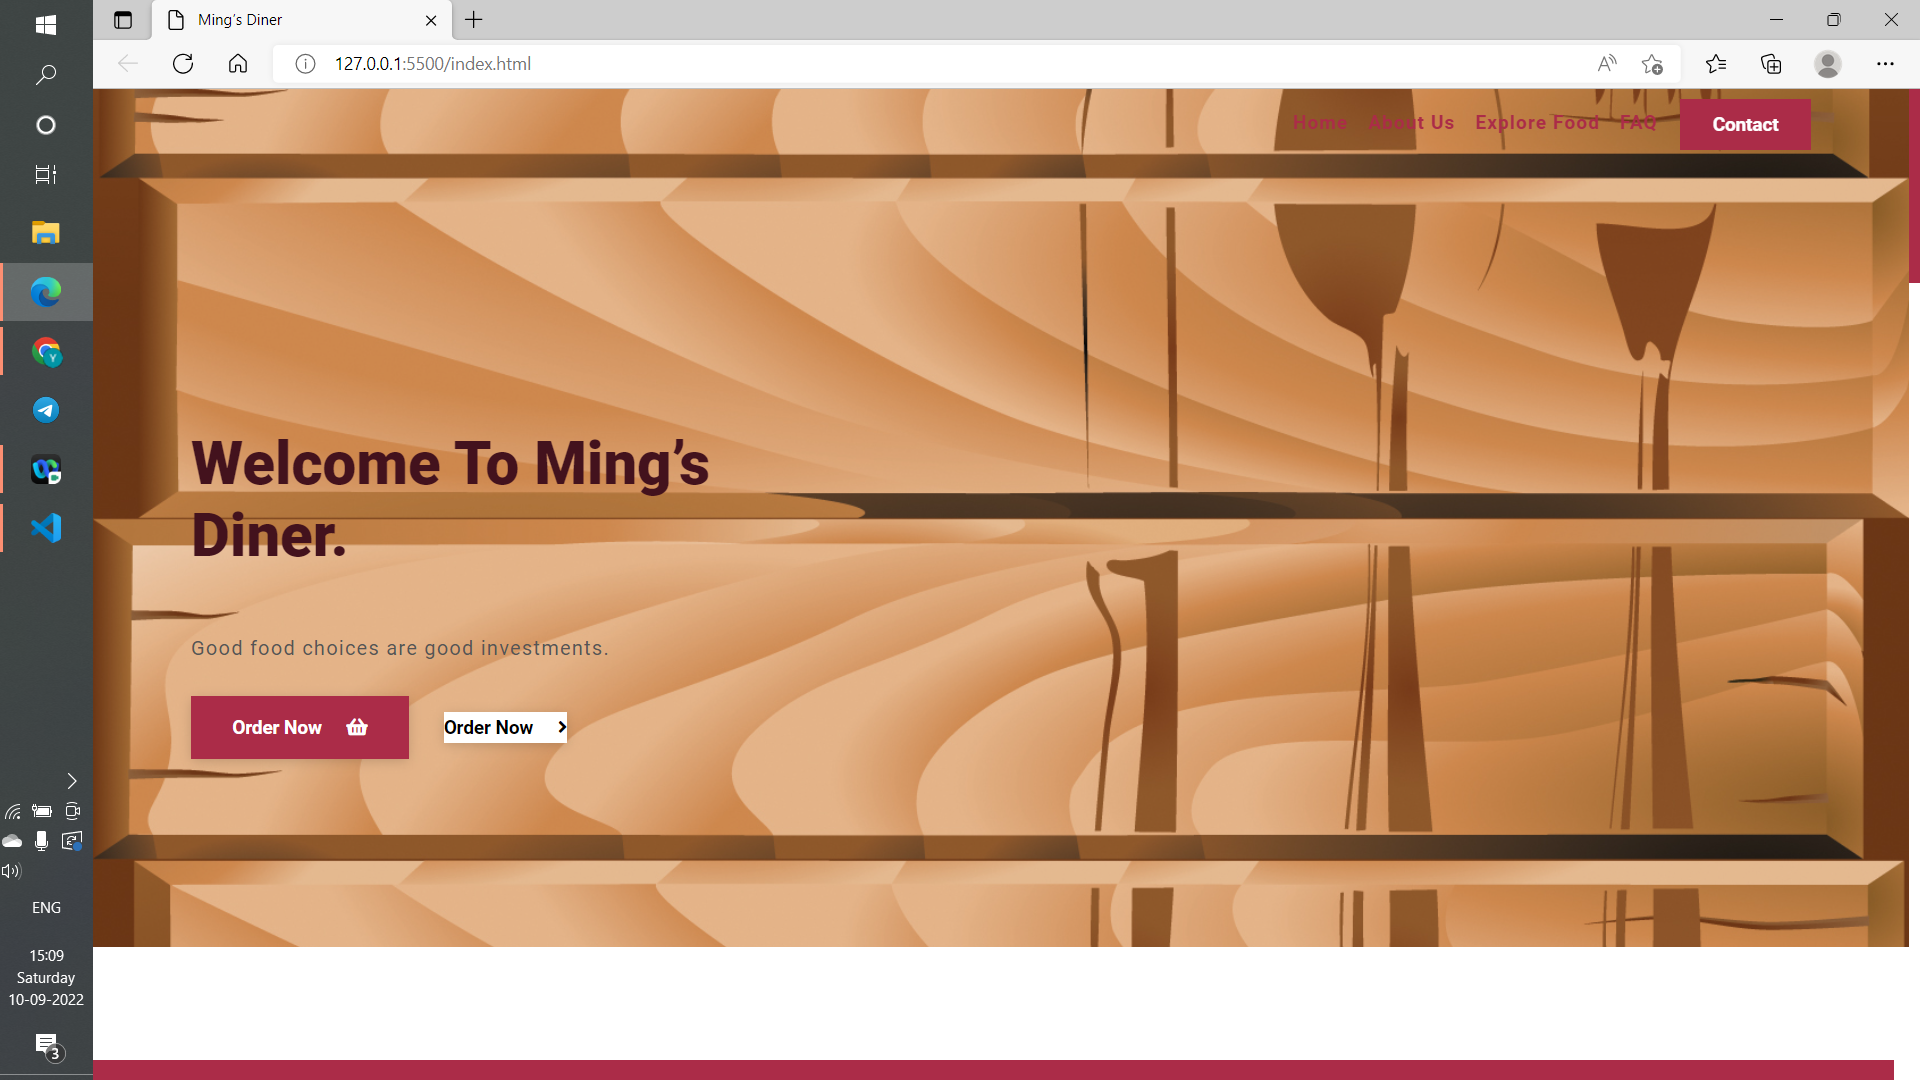 Ming’s Diner
127.0.0.1:5500/index.html
Home About Us Explore Food FAQ Contact
Welcome To Ming’s
Diner.
Good food choices are good investments.
Order Now Order Now
Y
ENG
15:09
Saturday
10-09-2022
3